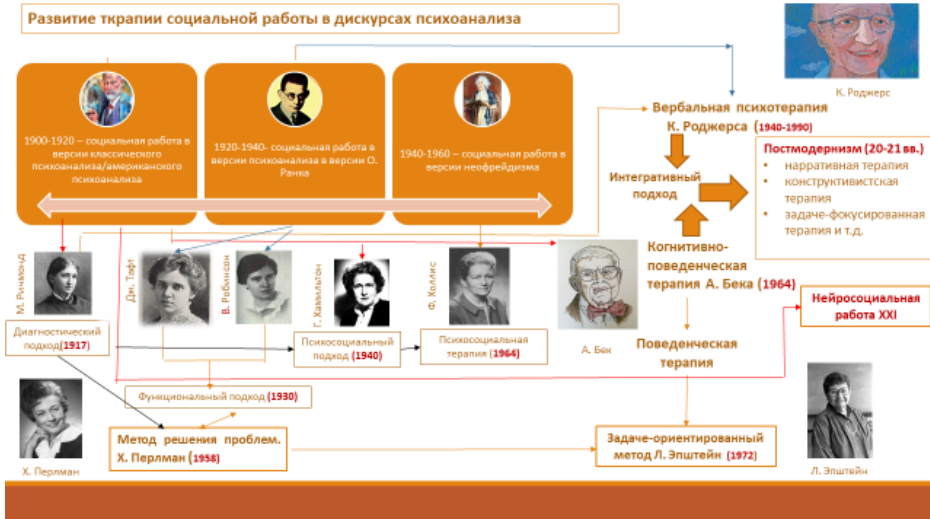 Развитие ткрапии социальной работы в дискурсах психоанализа
К. Роджерс
1900-1920 – социальная работа в
версии классического
психоанализа/американского
психоанализа
1920-1940- социальная работа в
версии психоанализа в версии О.
Ранка
1940-1960 – социальная работа в
версии неофрейдизма
Вербальная психотерапия
К. Роджерса (1940-1990)
Интегративный
подход
Постмодернизм (20-21 вв.)
• нарративная терапия
• конструктивистская
терапия
• задаче-фокусированная
терапия и т.д.
Когнитивно-
поведенческая
терапия А. Бека (1964)
М. Ричмонд
Дж. Тафт
В. Робинсон
Г. Хамильтон
Ф. Холлис
А. Бек
Нейросоциальная
работа XXI
Диагностический
подход(1917)
Психосоциальный
подход (1940)
Психосоциальная
терапия (1964)
Поведенческая
терапия
Функциональный подход (1930)
Метод решения проблем.
Х. Перлман (1958)
Задаче-ориентированный
метод Л. Эпштейн (1972)
Х. Перлман
Л. Эпштейн